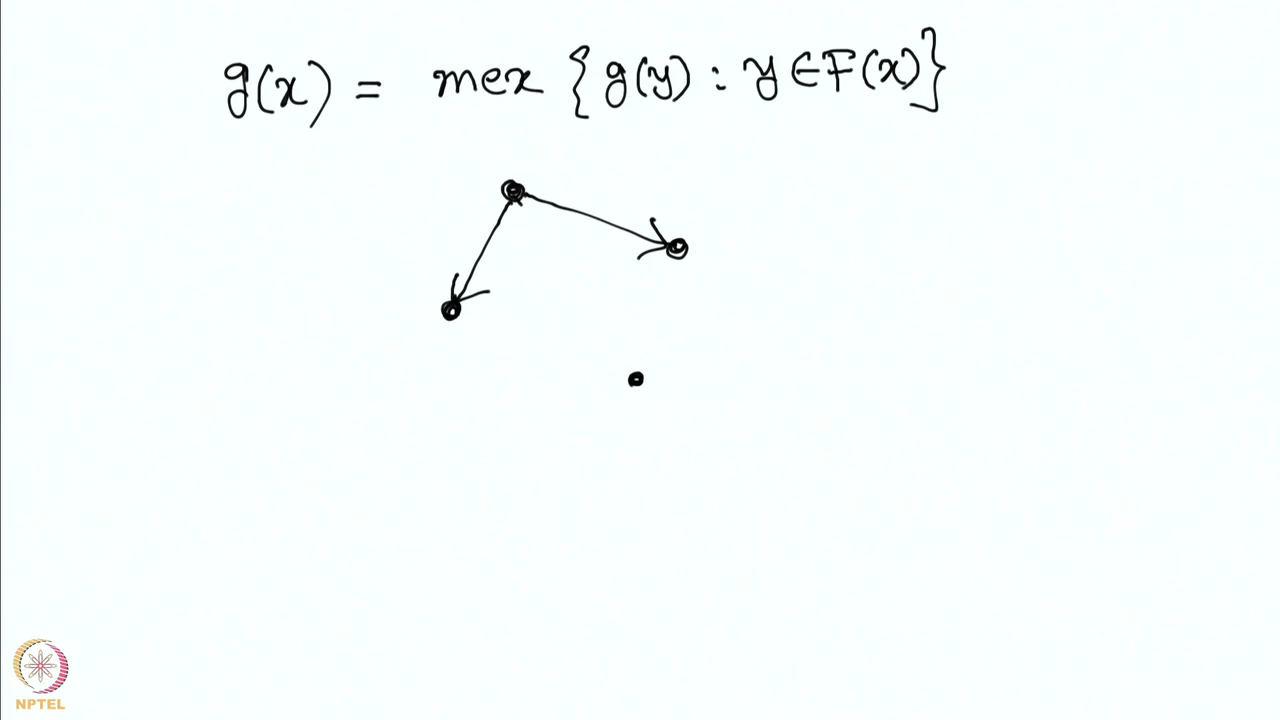 g(x) = mex {g(y) : y ∈ F(x)}
NPTEL